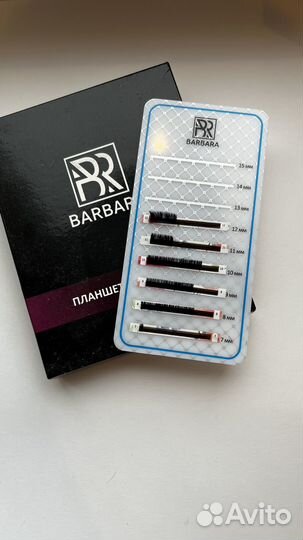 BR
BARBARA
ПЛАНШЕТ
BR
BARBARA
15 мм
14 мм
13 мм
12 мм
11 мм
10 мм
9 мм
8 мм
7 мм
Avito